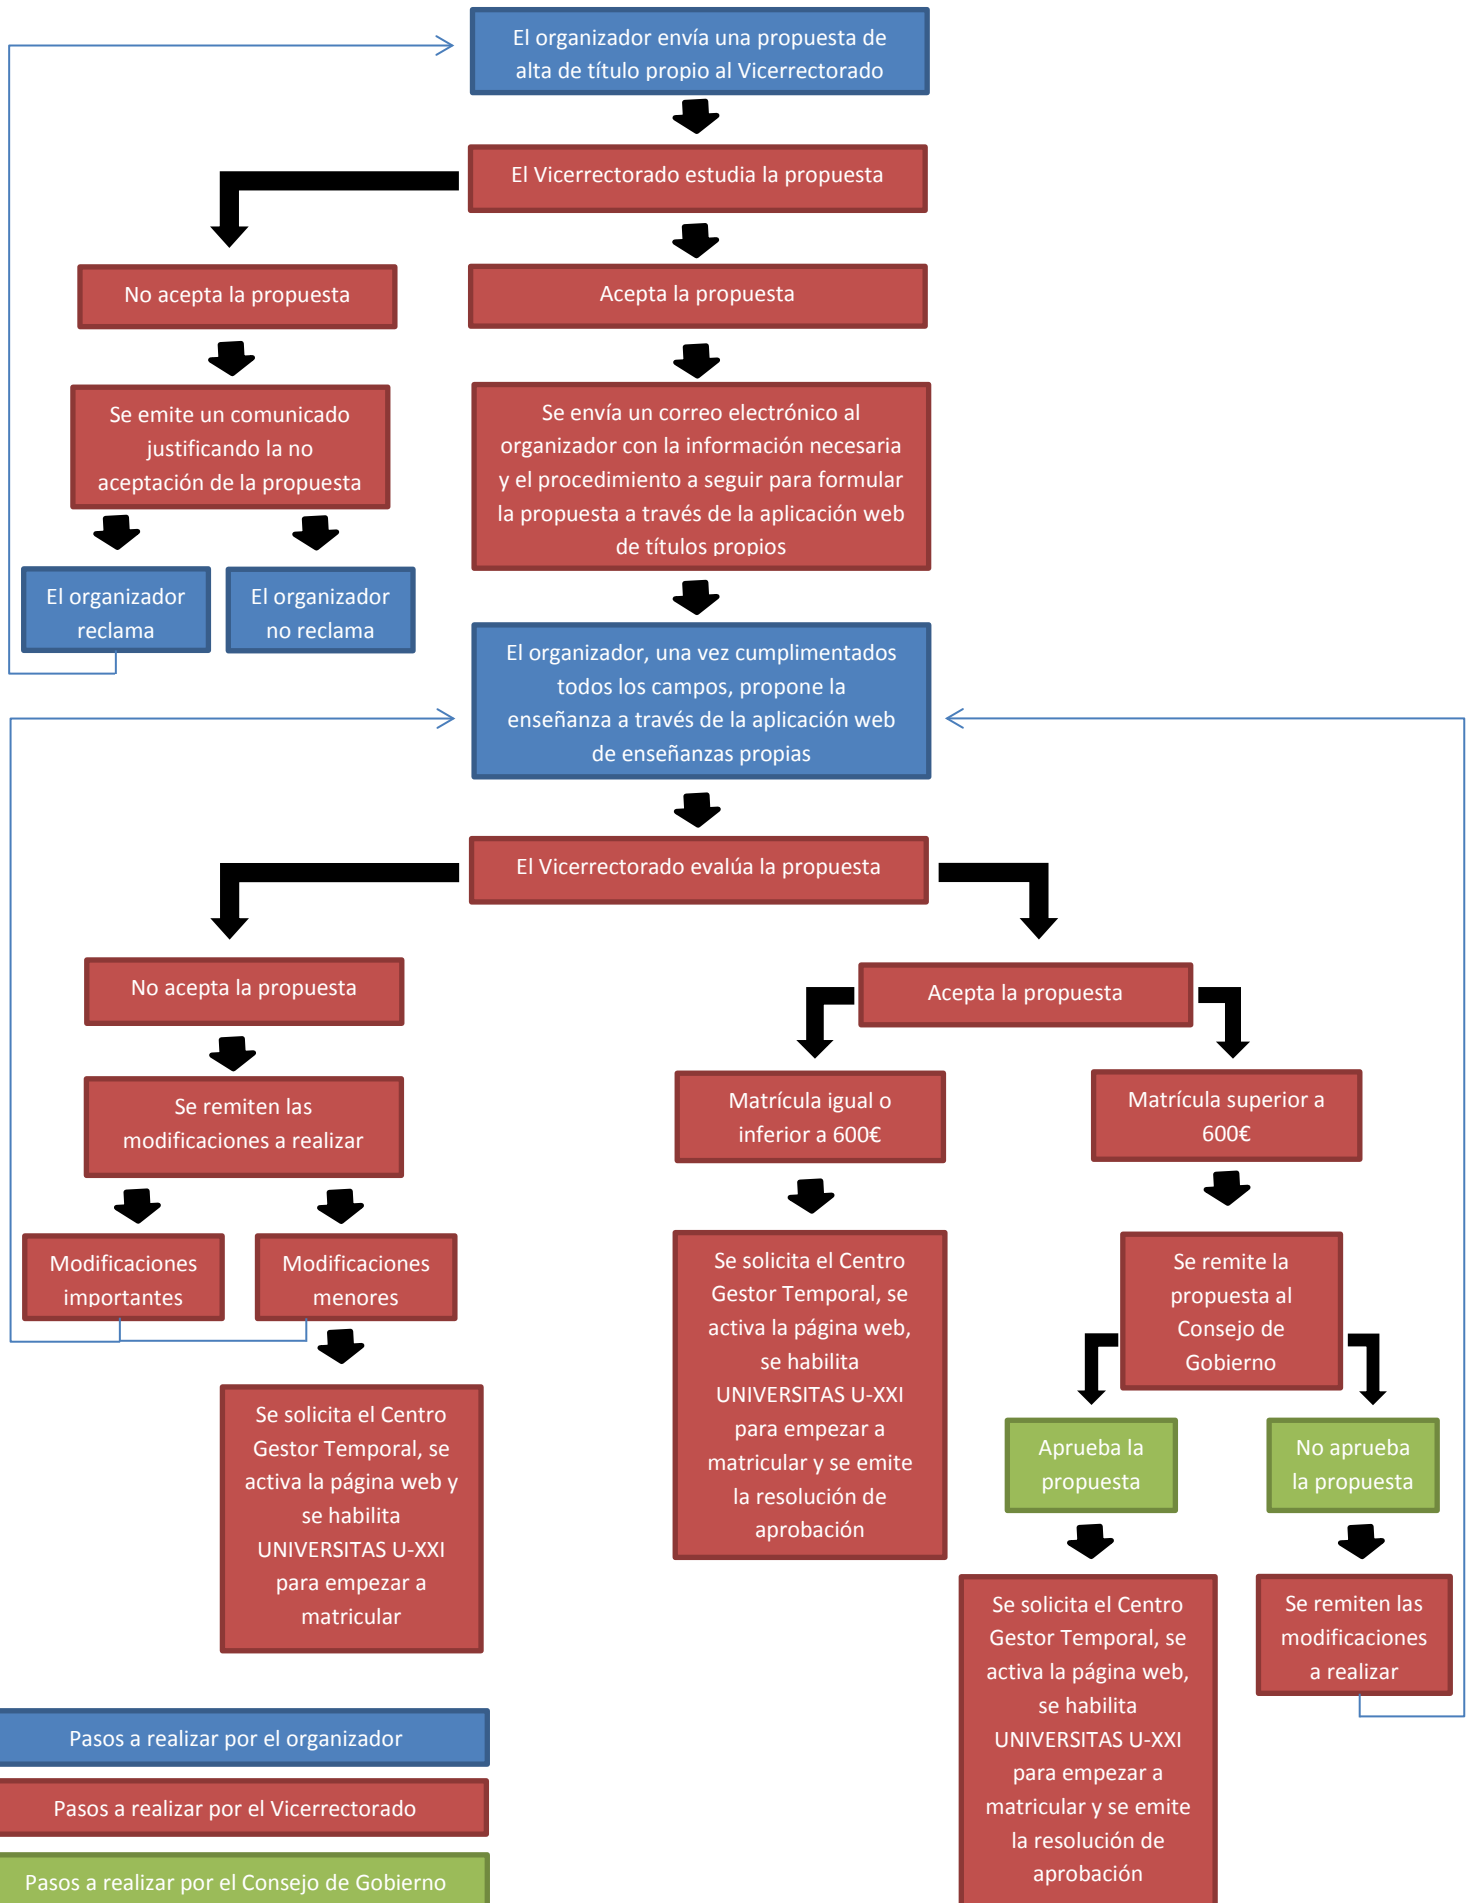 El organizador envía una propuesta de
alta de título propio al Vicerrectorado
El Vicerrectorado estudia la propuesta
No acepta la propuesta
Acepta la propuesta
Se emite un comunicado
justificando la no
aceptación de la propuesta
Se envía un correo electrónico al
organizador con la información necesaria
y el procedimiento a seguir para formular
la propuesta a través de la aplicación web
de títulos propios
El organizador
reclama
El organizador
no reclama
El organizador, una vez cumplimentados
todos los campos, propone la
enseñanza a través de la aplicación web
de enseñanzas propias
El Vicerrectorado evalúa la propuesta
No acepta la propuesta
Acepta la propuesta
Se remiten las
modificaciones a realizar
Matrícula igual o
inferior a 600€
Matrícula superior a
600€
Modificaciones
importantes
Modificaciones
menores
Se solicita el Centro
Gestor Temporal, se
activa la página web,
se habilita
UNIVERSITAS U-XXI
para empezar a
matricular y se emite
la resolución de
aprobación
Se remite la
propuesta al
Consejo de
Gobierno
Se solicita el Centro
Gestor Temporal, se
activa la página web y
se habilita
UNIVERSITAS U-XXI
para empezar a
matricular
Aprueba la
propuesta
No aprueba
la propuesta
Se solicita el Centro
Gestor Temporal, se
activa la página web,
se habilita
UNIVERSITAS U-XXI
para empezar a
matricular y se emite
la resolución de
aprobación
Se remiten las
modificaciones
a realizar
Pasos a realizar por el organizador
Pasos a realizar por el Vicerrectorado
Pasos a realizar por el Consejo de Gobierno